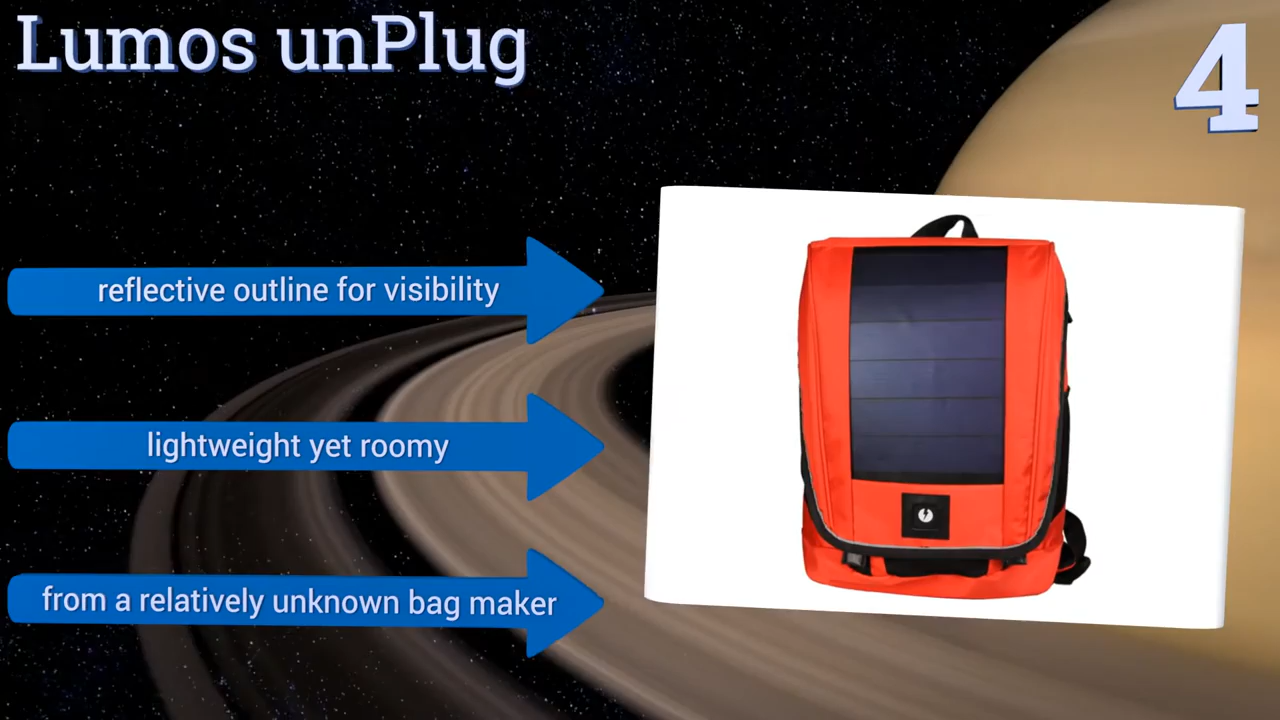 Lumos unPlug
4
reflective outline for visibility
lightweight yet roomy
from a relatively unknown bag maker